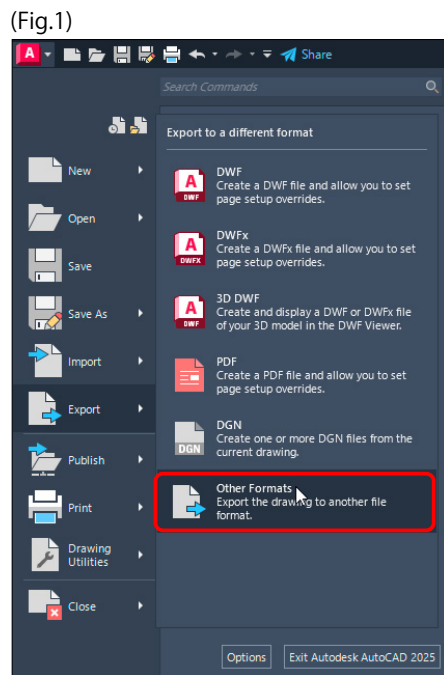 (Fig.1)
A
Share
Search Commands
Export to a different format
New
Open
Save
Save As
Import
Export
Publish
Print
Drawing
Utilities
Close
A
DWF
DWF
Create a DWF file and allow you to set
page setup overrides.
A
DWFX
DWFx
Create a DWFx file and allow you to set
page setup overrides.
A
DWF
3D DWF
Create and display a DWF or DWFx file
of your 3D model in the DWF Viewer.
PDF
Create a PDF file and allow you to set
page setup overrides.
DGN
DGN
Create one or more DGN files from the
current drawing.
Other Formats
Export the drawing to another file
format.
Options
Exit Autodesk AutoCAD 2025